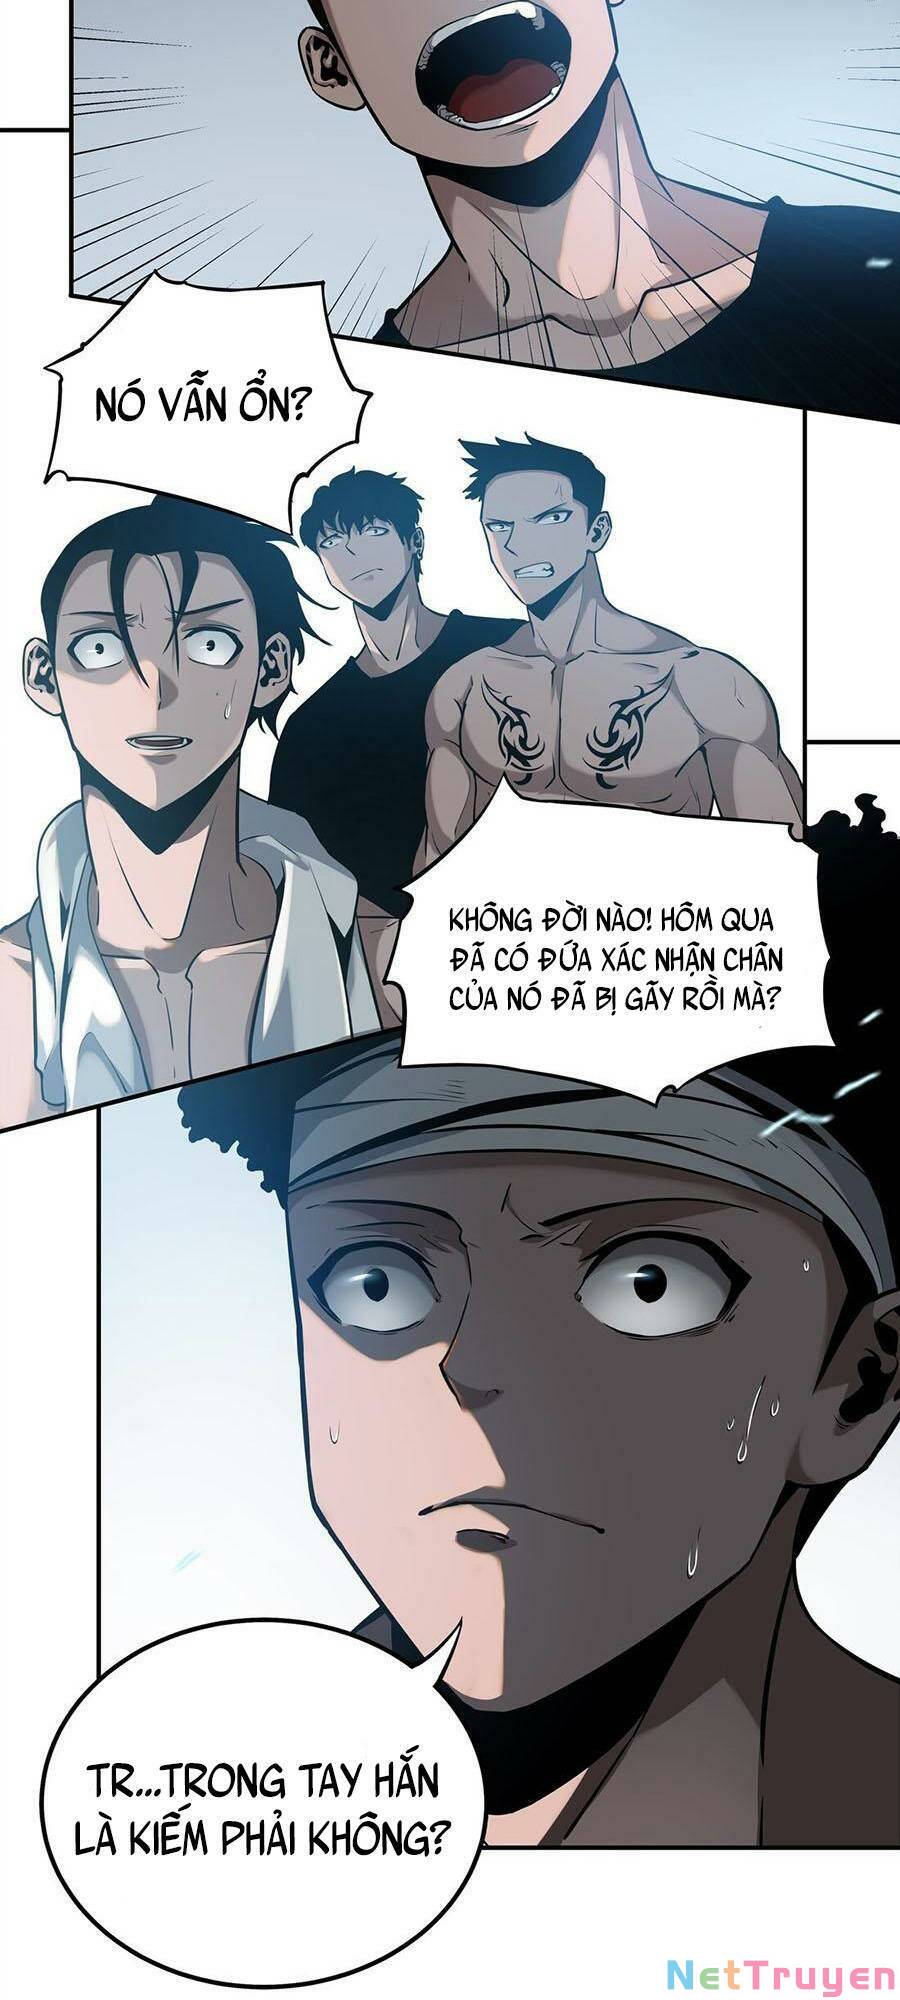 NÓ VẪN ỔN?
KHÔNG ĐỜI NÀO! HÔM QUA
ĐÃ CÓ ĐỨA XÁC NHẬN CHÂN
CỦA NÓ ĐÃ BỊ GÃY RỒI MÀ?
TR...TRONG TAY HẮN
LÀ KIẾM PHẢI KHÔNG?
NetTruyen